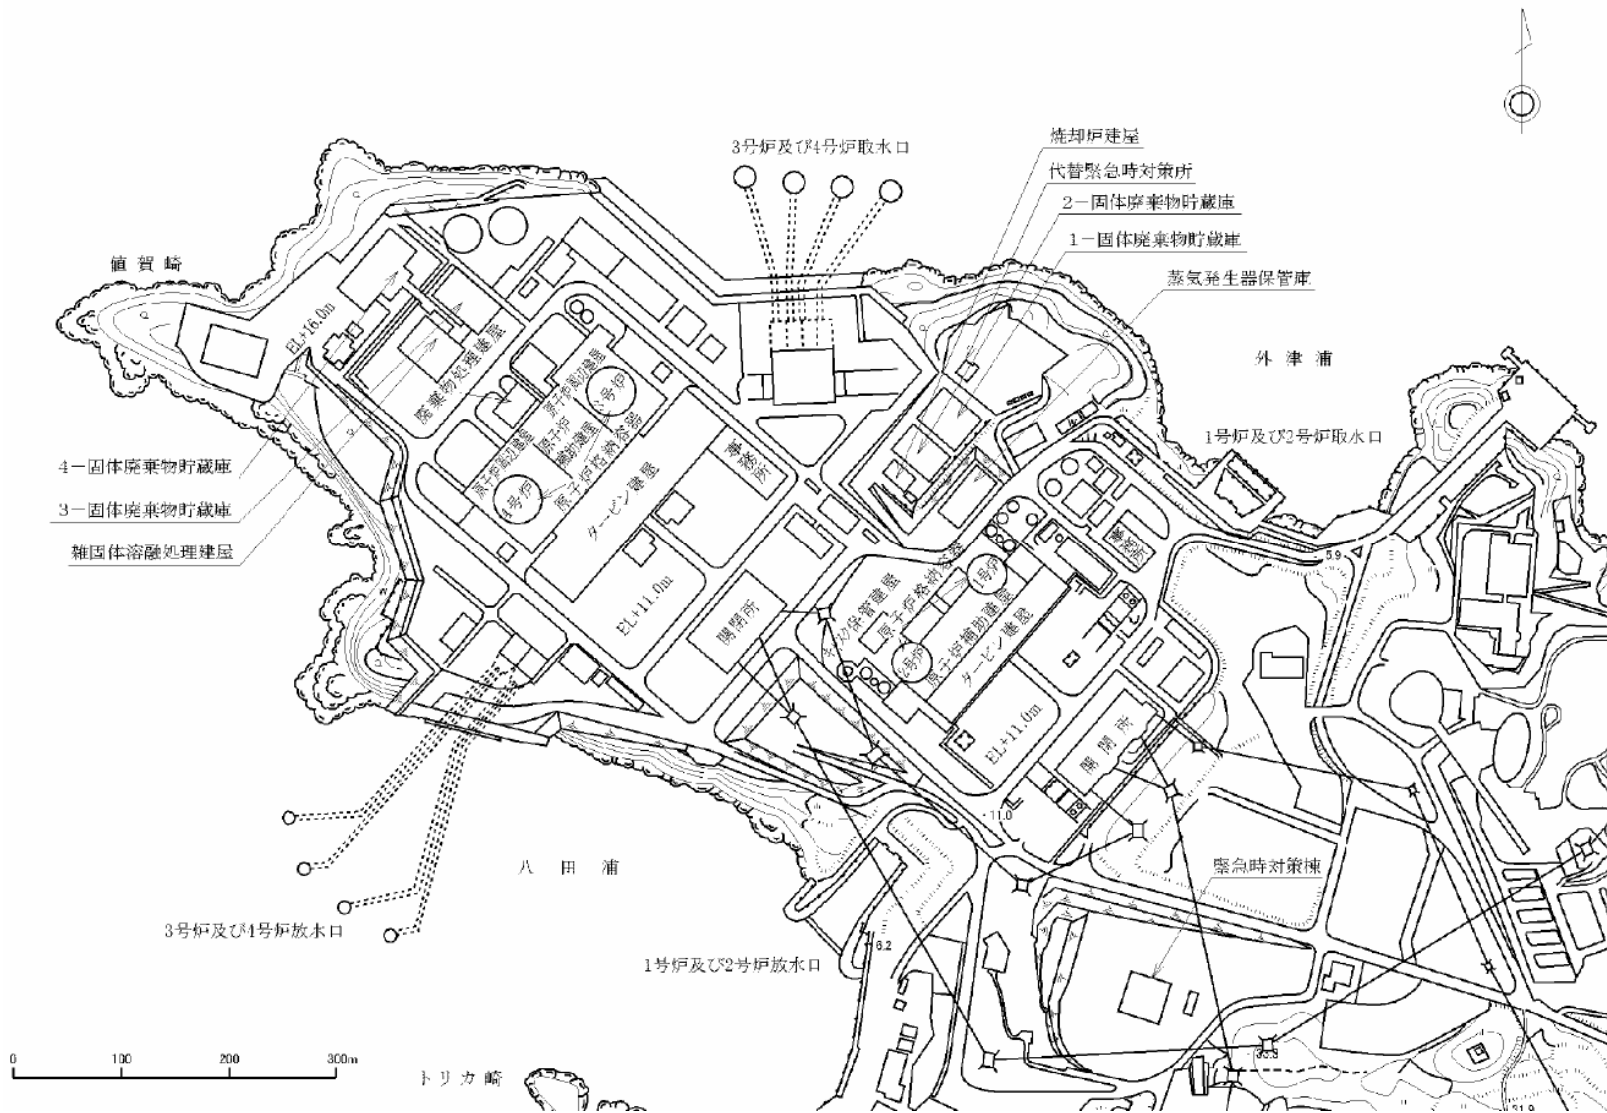 焼却炉建屋
3号炉及び4号炉取水口
代替緊急時対策所
2－固体廃棄物貯蔵庫
1－固体廃棄物貯蔵庫
値賀崎
蒸気発生器保管庫
EL+16.0m
外津浦
廃棄物処理建屋
原子炉周辺建屋
3号炉
原子炉補助建屋
原子炉格納容器
1号炉及び2号炉取水口
4－固体廃棄物貯蔵庫
原子炉周辺建屋
事務所
4号炉
3－固体廃棄物貯蔵庫
タービン建屋
雑固体溶融処理建屋
事務所
5.9
1号炉
原子炉格納容器
EL+11.0m
開閉所
保管建屋
原子炉補助建屋
2号炉
タービン建屋
EL+11.0m
開閉所
11.0
八田浦
緊急時対策棟
3号炉及び4号炉放水口
6.2
1号炉及び2号炉放水口
0 100 200 300m
トリカ崎